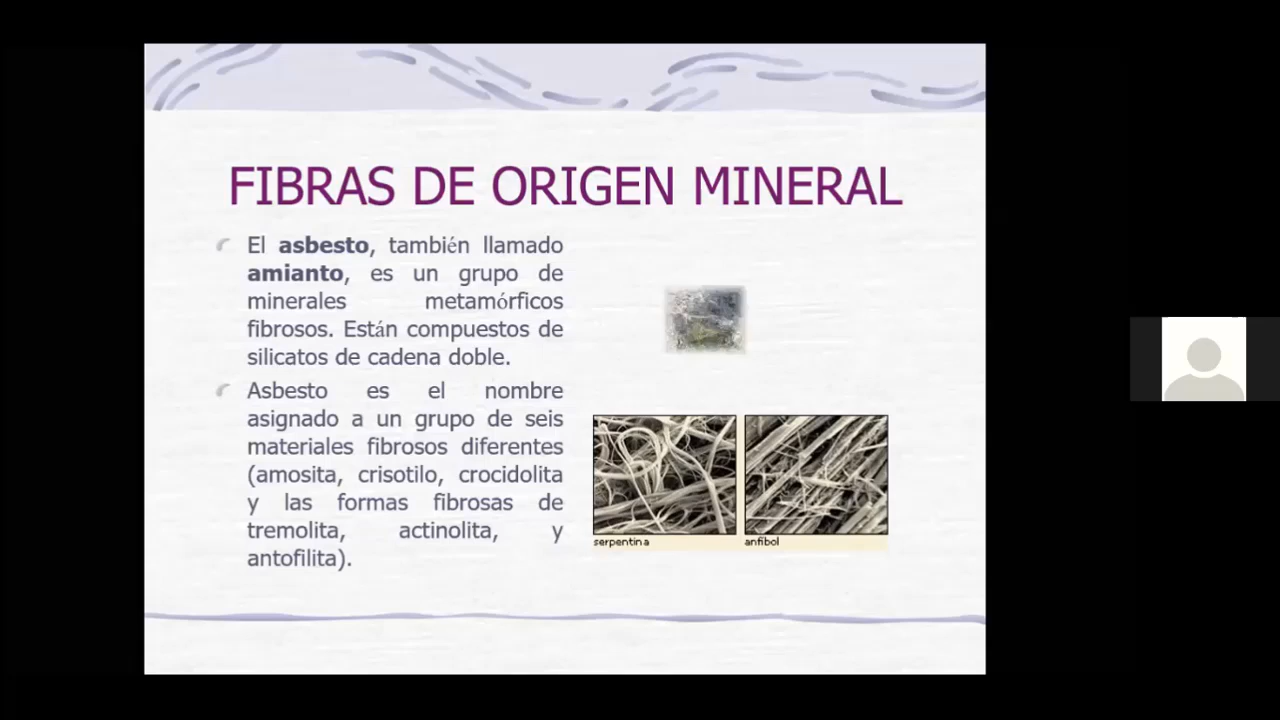 FIBRAS DE ORIGEN MINERAL
El asbesto, también llamado
amianto, es un grupo de
minerales metamórficos
fibrosos. Están compuestos de
silicatos de cadena doble.
Asbesto es el nombre
asignado a un grupo de seis
materiales fibrosos diferentes
(amosita, crisotilo, crocidolita
y las formas fibrosas de
tremolita, actinolita, y
antofilita).
serpentina
anfibol